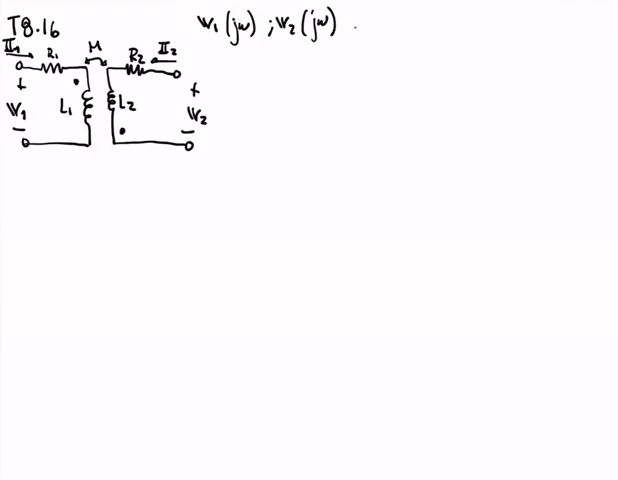 T8.16 V1(jω) ; V2(jω)
I1 R1 M R2 I2
+ +
V1 L1 L2 V2
− −